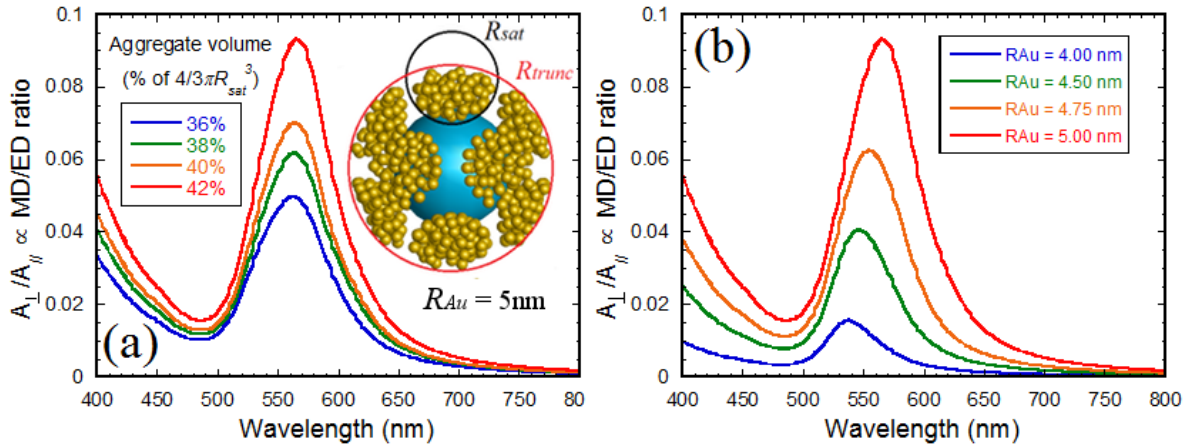 0.1
0.08
0.06
0.04
0.02
0
A⊥/A// ∝ MD/ED ratio
Aggregate volume
(% of 4/3πRsat³)
36%
38%
40%
42%
Rsat
Rtrunc
RAu = 5nm
(a)
400 450 500 550 600 650 700 750 80
Wavelength (nm)
0.1
0.08
0.06
0.04
0.02
0
A⊥/A// ∝ MD/ED ratio
(b)
RAu = 4.00 nm
RAu = 4.50 nm
RAu = 4.75 nm
RAu = 5.00 nm
400 450 500 550 600 650 700 750 800
Wavelength (nm)